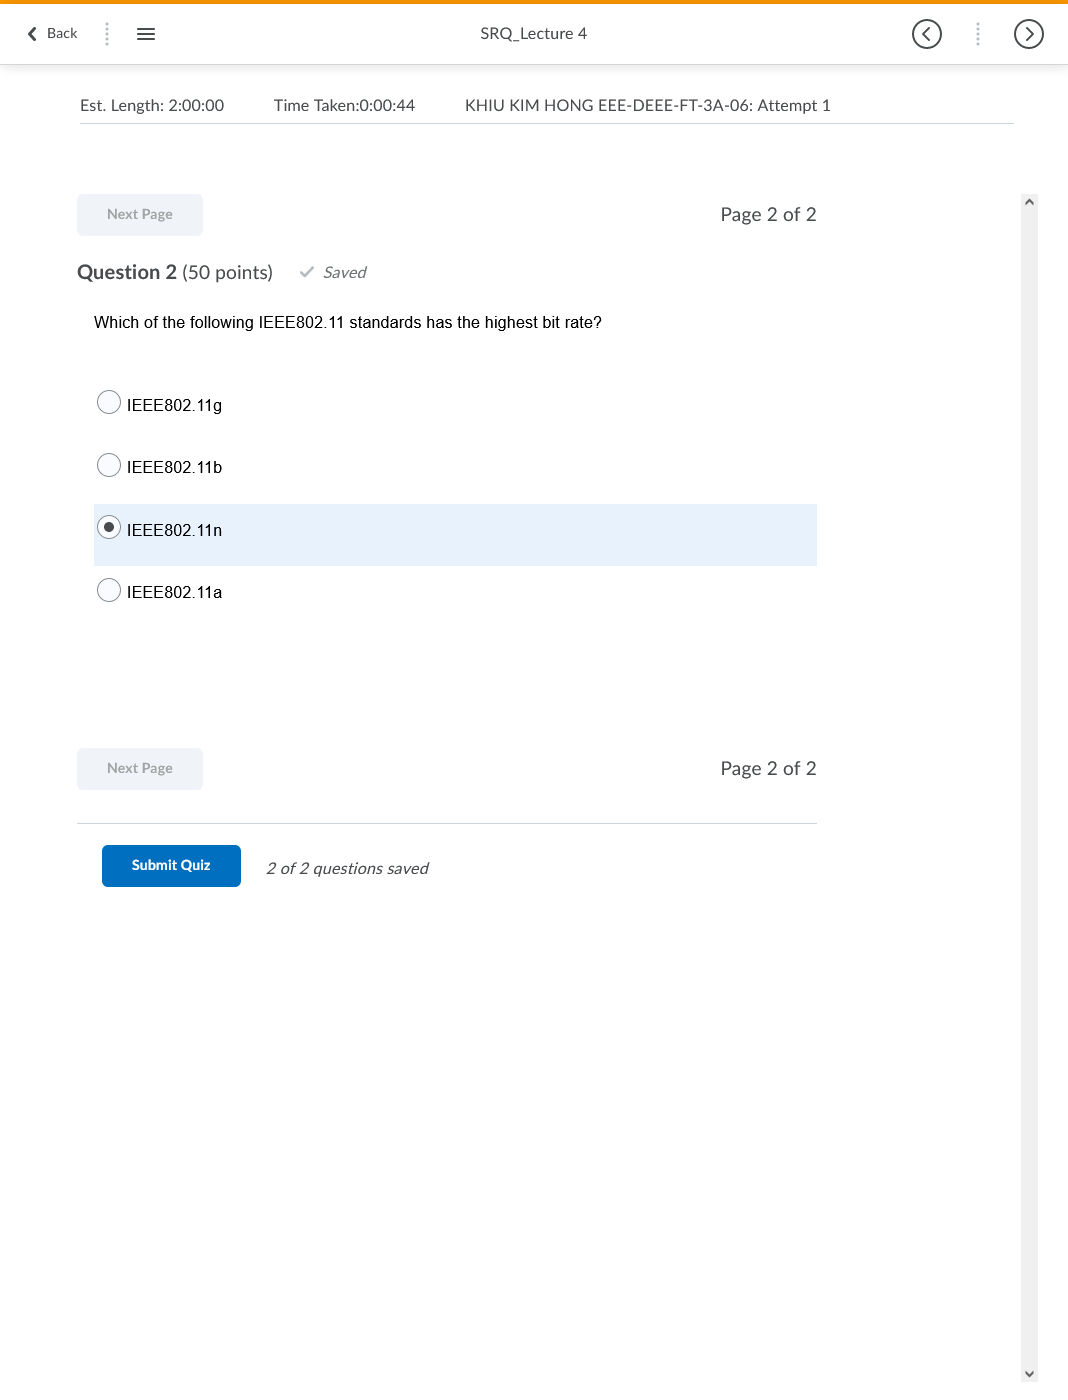 Back
SRQ_Lecture 4
Est. Length: 2:00:00 Time Taken:0:00:44 KHIU KIM HONG EEE-DEEE-FT-3A-06: Attempt 1
Next Page Page 2 of 2
Question 2 (50 points) Saved
Which of the following IEEE802.11 standards has the highest bit rate?
IEEE802.11g
IEEE802.11b
IEEE802.11n
IEEE802.11a
Next Page Page 2 of 2
Submit Quiz 2 of 2 questions saved